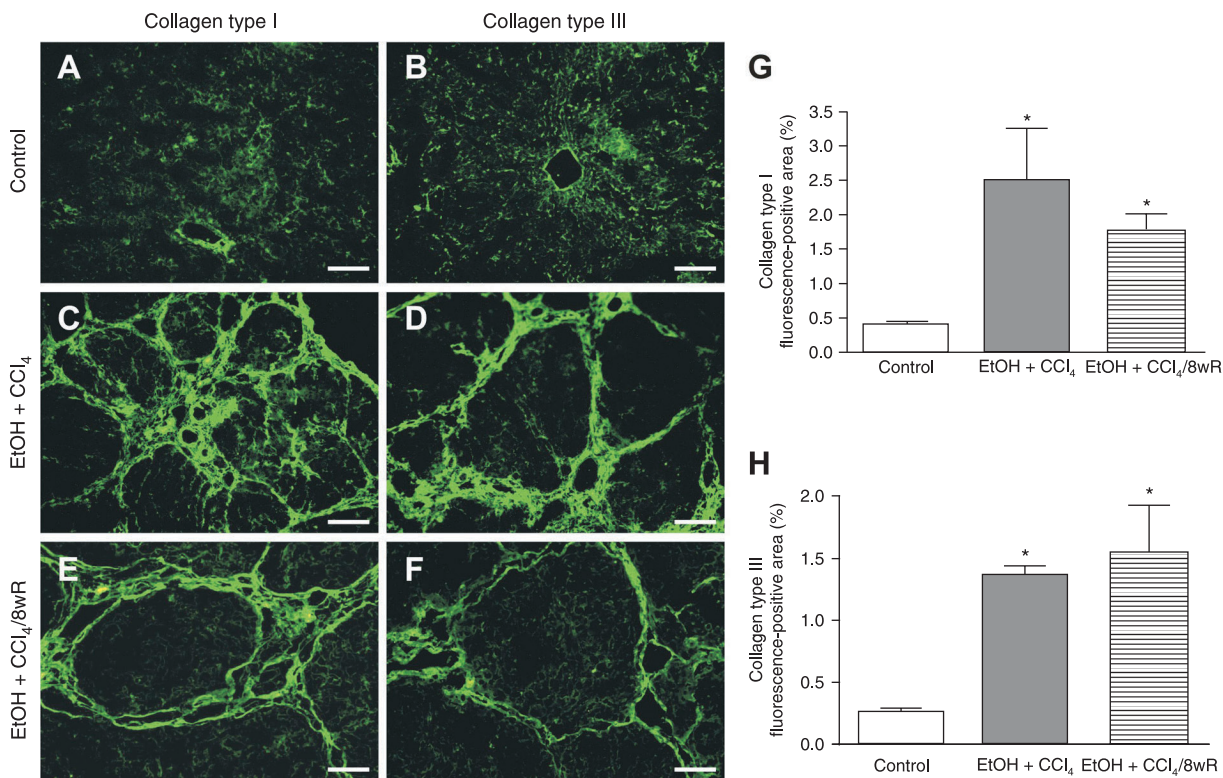 Collagen type I
Collagen type III
Control
A
B
EtOH + CCl4
C
D
EtOH + CCl4/8wR
E
F
G
Collagen type I
fluorescence-positive area (%)
3.5
3.0
2.5
2.0
1.5
1.0
0.5
0.0
*
*
Control
EtOH + CCl4
EtOH + CCl4/8wR
H
Collagen type III
fluorescence-positive area (%)
2.0
1.5
1.0
0.5
0.0
*
*
Control
EtOH + CCl4
EtOH + CCl4/8wR